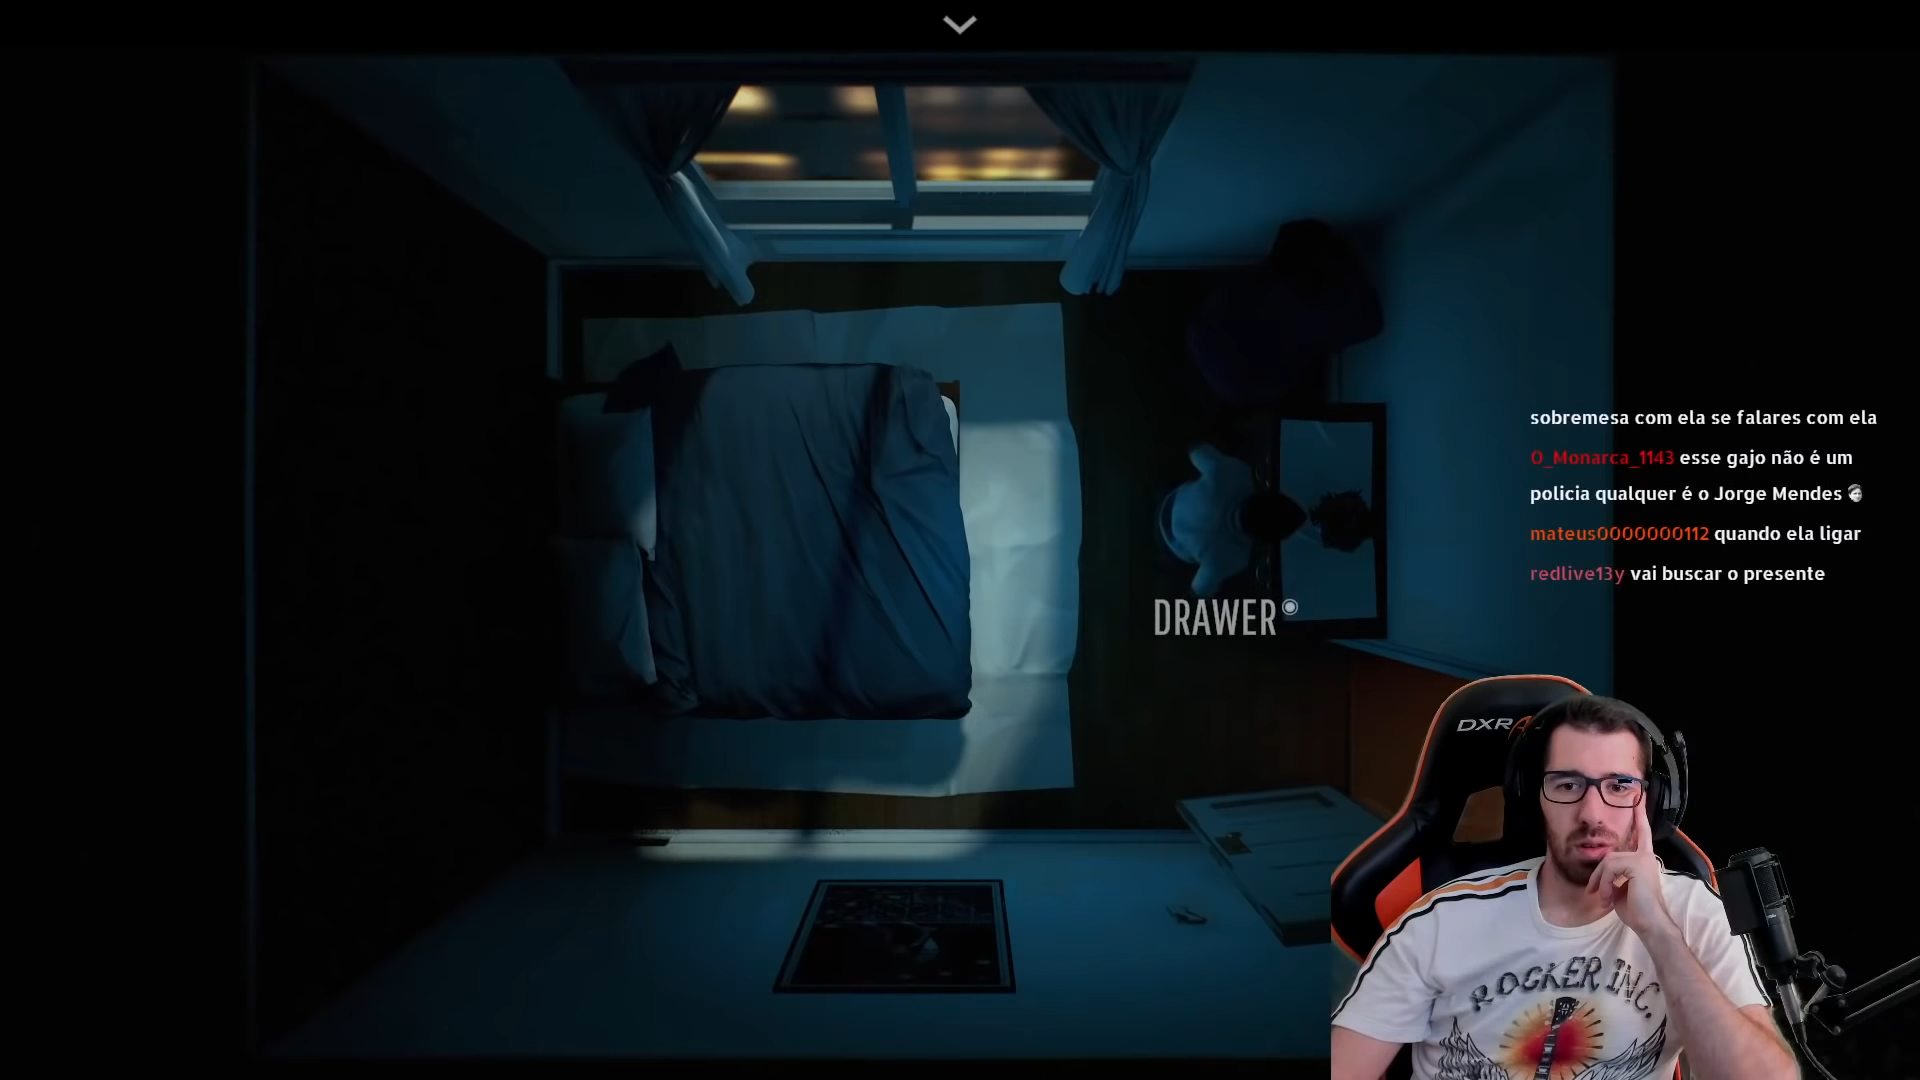 sobremesa com ela se falares com ela
O_Monarca_1143 esse gajo não é um
policia qualquer é o Jorge Mendes
mateus0000000112 quando ela ligar
redlive13y vai buscar o presente
DRAWER
DXRA
ROCKER INC.